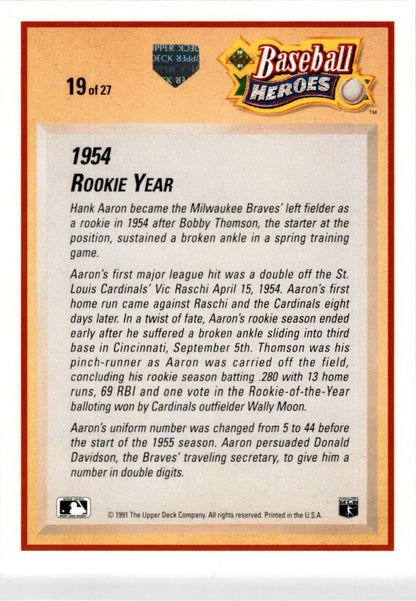 UPPER DECK
19 of 27
Baseball
HEROES
TM
1954
ROOKIE YEAR
Hank Aaron became the Milwaukee Braves' left fielder as
a rookie in 1954 after Bobby Thomson, the starter at the
position, sustained a broken ankle in a spring training
game.
Aaron's first major league hit was a double off the St.
Louis Cardinals' Vic Raschi April 15, 1954. Aaron's first
home run came against Raschi and the Cardinals eight
days later. In a twist of fate, Aaron's rookie season ended
early after he suffered a broken ankle sliding into third
base in Cincinnati, September 5th. Thomson was his
pinch-runner as Aaron was carried off the field,
concluding his rookie season batting .280 with 13 home
runs, 69 RBI and one vote in the Rookie-of-the-Year
balloting won by Cardinals outfielder Wally Moon.
Aaron's uniform number was changed from 5 to 44 before
the start of the 1955 season. Aaron persuaded Donald
Davidson, the Braves' traveling secretary, to give him a
number in double digits.
© 1991 The Upper Deck Company. All rights reserved. Printed in the U.S.A.